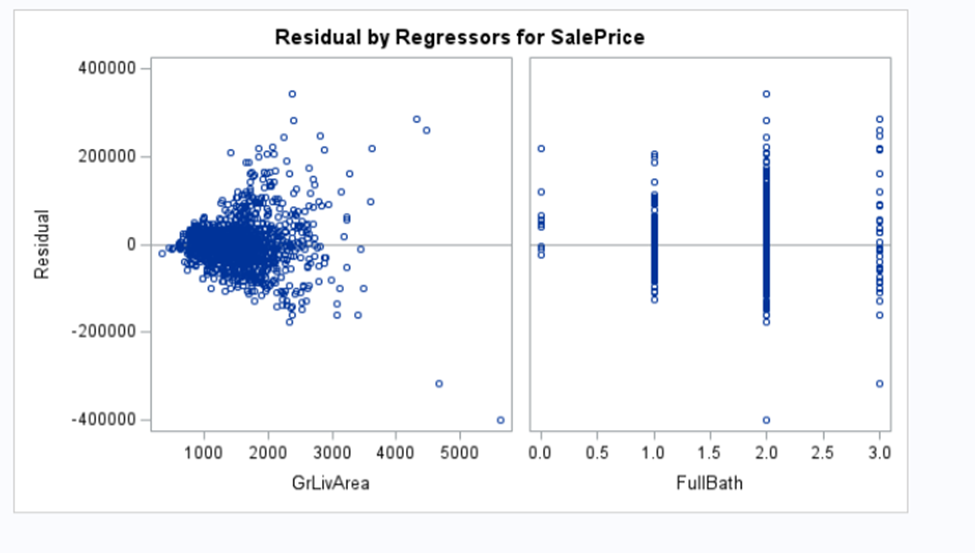 Residual by Regressors for SalePrice
Residual
400000
200000
0
-200000
-400000
1000 2000 3000 4000 5000
GrLivArea
0.0 0.5 1.0 1.5 2.0 2.5 3.0
FullBath